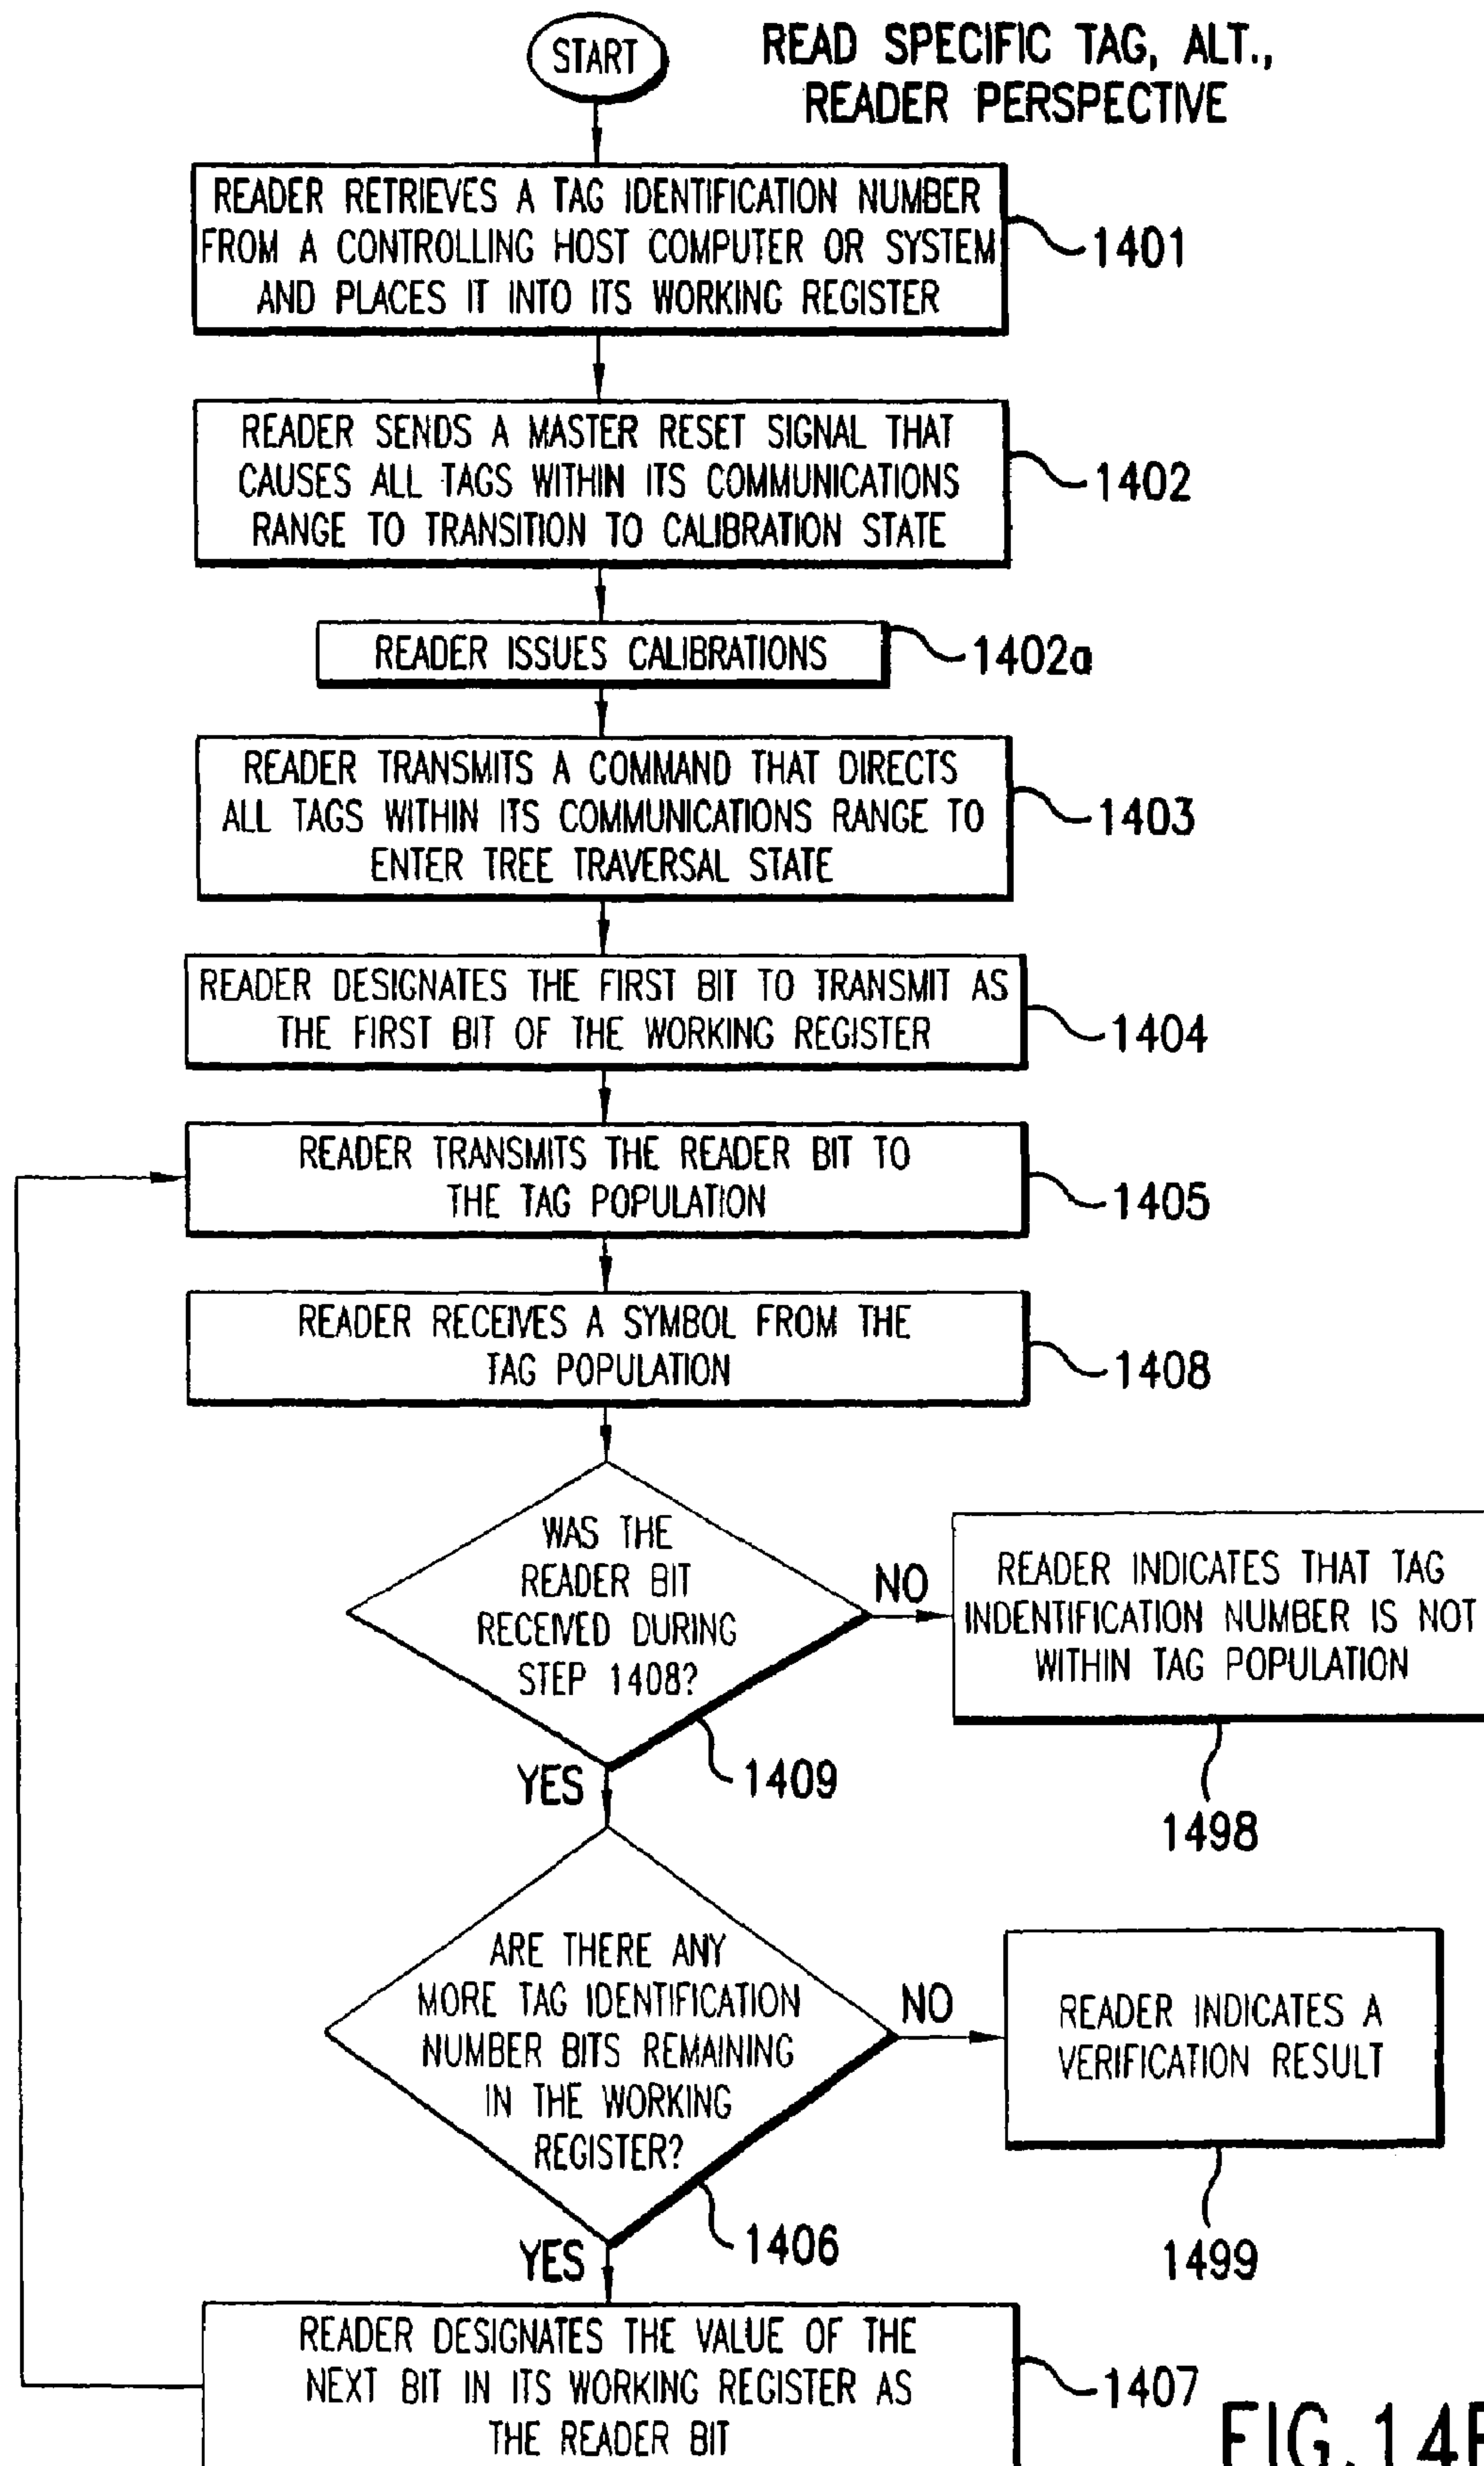 START
READ SPECIFIC TAG, ALT.,
READER PERSPECTIVE
READER RETRIEVES A TAG IDENTIFICATION NUMBER
FROM A CONTROLLING HOST COMPUTER OR SYSTEM
AND PLACES IT INTO ITS WORKING REGISTER
1401
READER SENDS A MASTER RESET SIGNAL THAT
CAUSES ALL TAGS WITHIN ITS COMMUNICATIONS
RANGE TO TRANSITION TO CALIBRATION STATE
1402
READER ISSUES CALIBRATIONS
1402a
READER TRANSMITS A COMMAND THAT DIRECTS
ALL TAGS WITHIN ITS COMMUNICATIONS RANGE TO
ENTER TREE TRAVERSAL STATE
1403
READER DESIGNATES THE FIRST BIT TO TRANSMIT AS
THE FIRST BIT OF THE WORKING REGISTER
1404
READER TRANSMITS THE READER BIT TO
THE TAG POPULATION
1405
READER RECEIVES A SYMBOL FROM THE
TAG POPULATION
1408
WAS THE
READER BIT
RECEIVED DURING
STEP 1408?
1409
NO
READER INDICATES THAT TAG
INDENTIFICATION NUMBER IS NOT
WITHIN TAG POPULATION
1498
YES
ARE THERE ANY
MORE TAG IDENTIFICATION
NUMBER BITS REMAINING
IN THE WORKING
REGISTER?
1406
NO
READER INDICATES A
VERIFICATION RESULT
1499
YES
READER DESIGNATES THE VALUE OF THE
NEXT BIT IN ITS WORKING REGISTER AS
THE READER BIT
1407
FIG.14